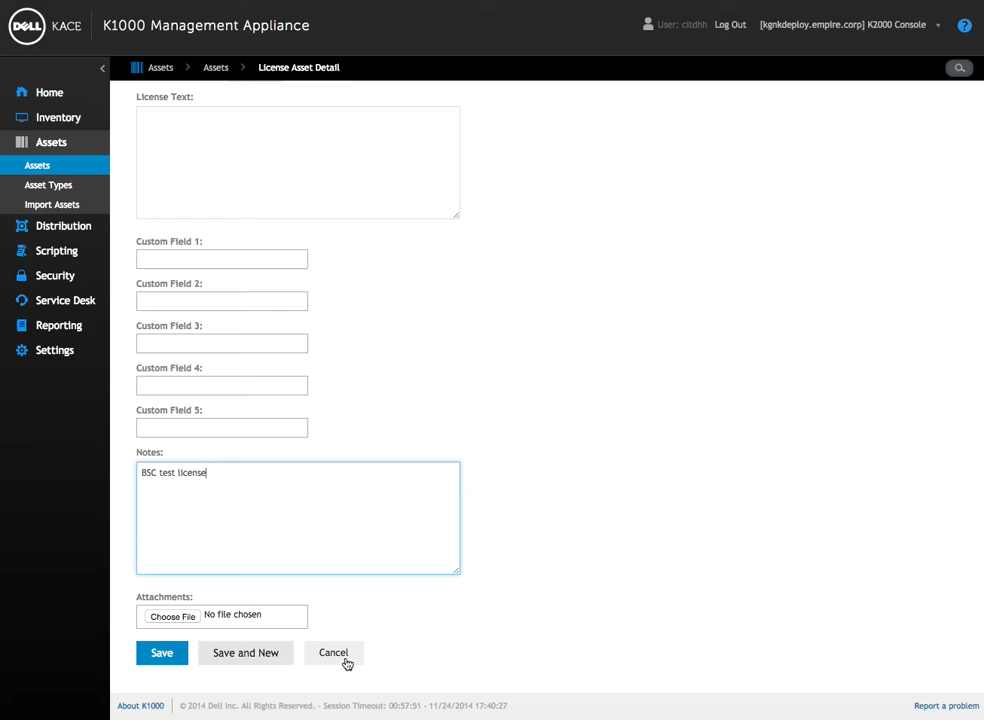 DELL KACE K1000 Management Appliance User: citdhh Log Out [kgnkdeploy.empire.corp] K2000 Console ?
Assets Assets License Asset Detail
Home
Inventory
Assets
Assets
Asset Types
Import Assets
Distribution
Scripting
Security
Service Desk
Reporting
Settings
License Text:
Custom Field 1:
Custom Field 2:
Custom Field 3:
Custom Field 4:
Custom Field 5:
Notes:
BSC test license
Attachments:
Choose File No file chosen
Save Save and New Cancel
About K1000 © 2014 Dell Inc. All Rights Reserved. - Session Timeout: 00:57:51 - 11/24/2014 17:40:27 Report a problem